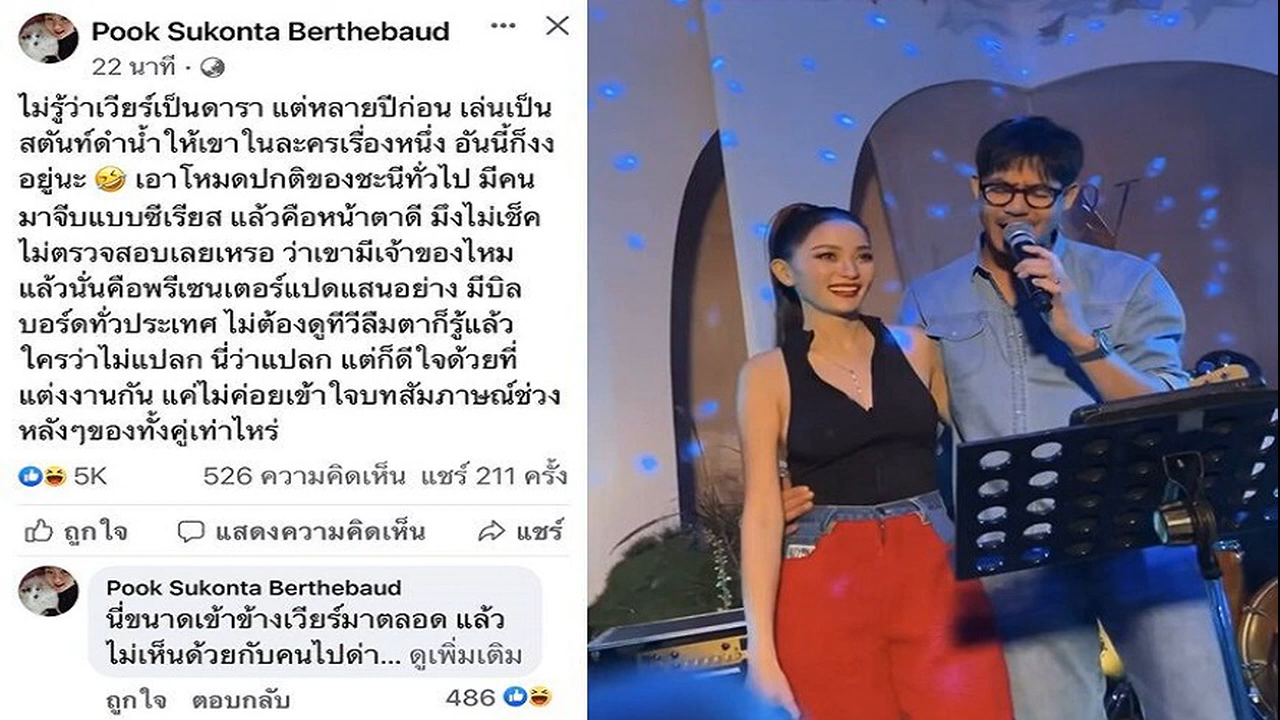 Pook Sukonta Berthebaud
22 นาที
ไม่รู้ว่าเวียร์เป็นดารา แต่หลายปีก่อน เล่นเป็น
สตันท์ดำน้ำให้เขาในละครเรื่องหนึ่ง อันนี้ก็งง
อยู่นะ 🤣 เอาโหมดปกติของชะนีทั่วไป มีคน
มาจีบแบบซีเรียส แล้วคือหน้าตาดี มึงไม่เช็ค
ไม่ตรวจสอบเลยเหรอ ว่าเขามีเจ้าของไหม
แล้วนั่นคือพรีเซนเตอร์แปดแสนอย่าง มีบิล
บอร์ดทั่วประเทศ ไม่ต้องดูทีวีลืมตาก็รู้แล้ว
ใครว่าไม่แปลก นี่ว่าแปลก แต่ก็ดีใจด้วยที่
แต่งงานกัน แค่ไม่ค่อยเข้าใจบทสัมภาษณ์ช่วง
หลังๆของทั้งคู่เท่าไหร่
5K 526 ความคิดเห็น แชร์ 211 ครั้ง
ถูกใจ แสดงความคิดเห็น แชร์
Pook Sukonta Berthebaud
นี่ขนาดเข้าข้างเวียร์มาตลอด แล้ว
ไม่เห็นด้วยกับคนไปด่า... ดูเพิ่มเติม
ถูกใจ ตอบกลับ 486